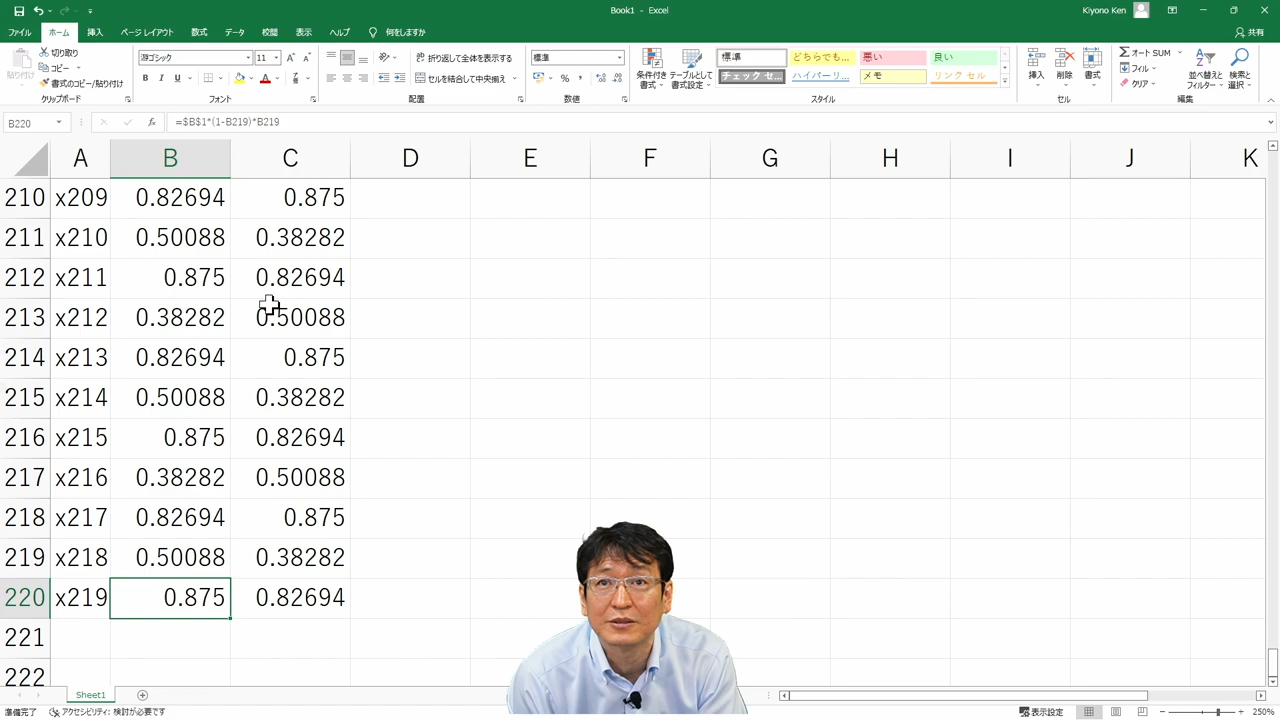 Book1 - Excel
Kiyono Ken
ファイル ホーム 挿入 ページ レイアウト 数式 データ 校閲 表示 ヘルプ 何をしますか 共有
貼り付け 切り取り
コピー
書式のコピー/貼り付け
クリップボード
游ゴシック 11
B I U A
フォント
折り返して全体を表示する
セルを結合して中央揃え
配置
標準
%
数値
条件付き書式 テーブルとして書式設定
標準 どちらでも... 悪い 良い
チェック セ... ハイパーリ... メモ リンク セル
スタイル
挿入 削除 書式
セル
オート SUM
フィル
クリア
並べ替えとフィルター 検索と選択
編集
B220 fx =$B$1*(1-B219)*B219
A B C D E F G H I J K
210 x209 0.82694 0.875
211 x210 0.50088 0.38282
212 x211 0.875 0.82694
213 x212 0.38282 0.50088
214 x213 0.82694 0.875
215 x214 0.50088 0.38282
216 x215 0.875 0.82694
217 x216 0.38282 0.50088
218 x217 0.82694 0.875
219 x218 0.50088 0.38282
220 x219 0.875 0.82694
221
222
Sheet1
準備完了 アクセシビリティ: 検討が必要です 表示設定 250%